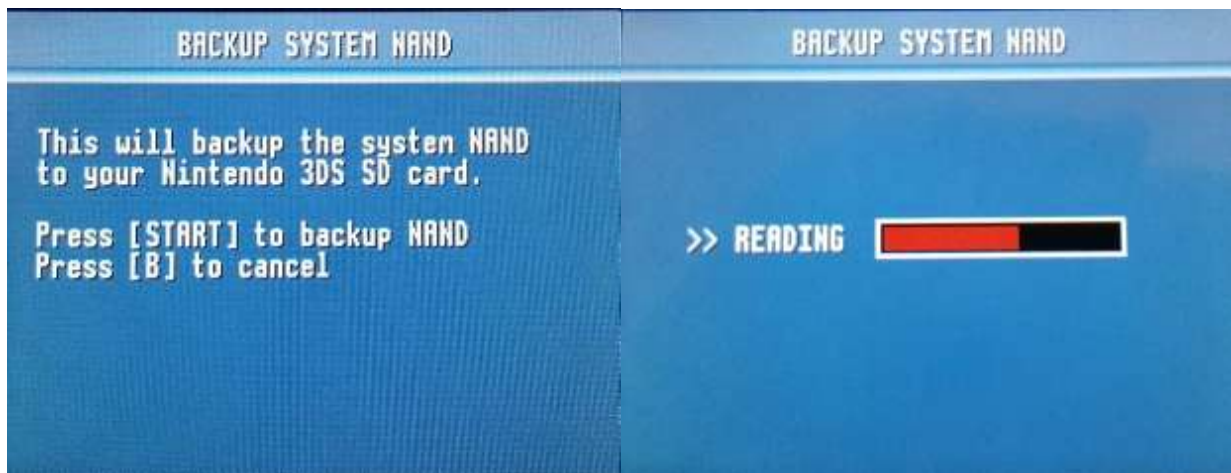 BACKUP SYSTEM NAND
This will backup the system NAND
to your Nintendo 3DS SD card.
Press [START] to backup NAND
Press [B] to cancel
BACKUP SYSTEM NAND
>> READING